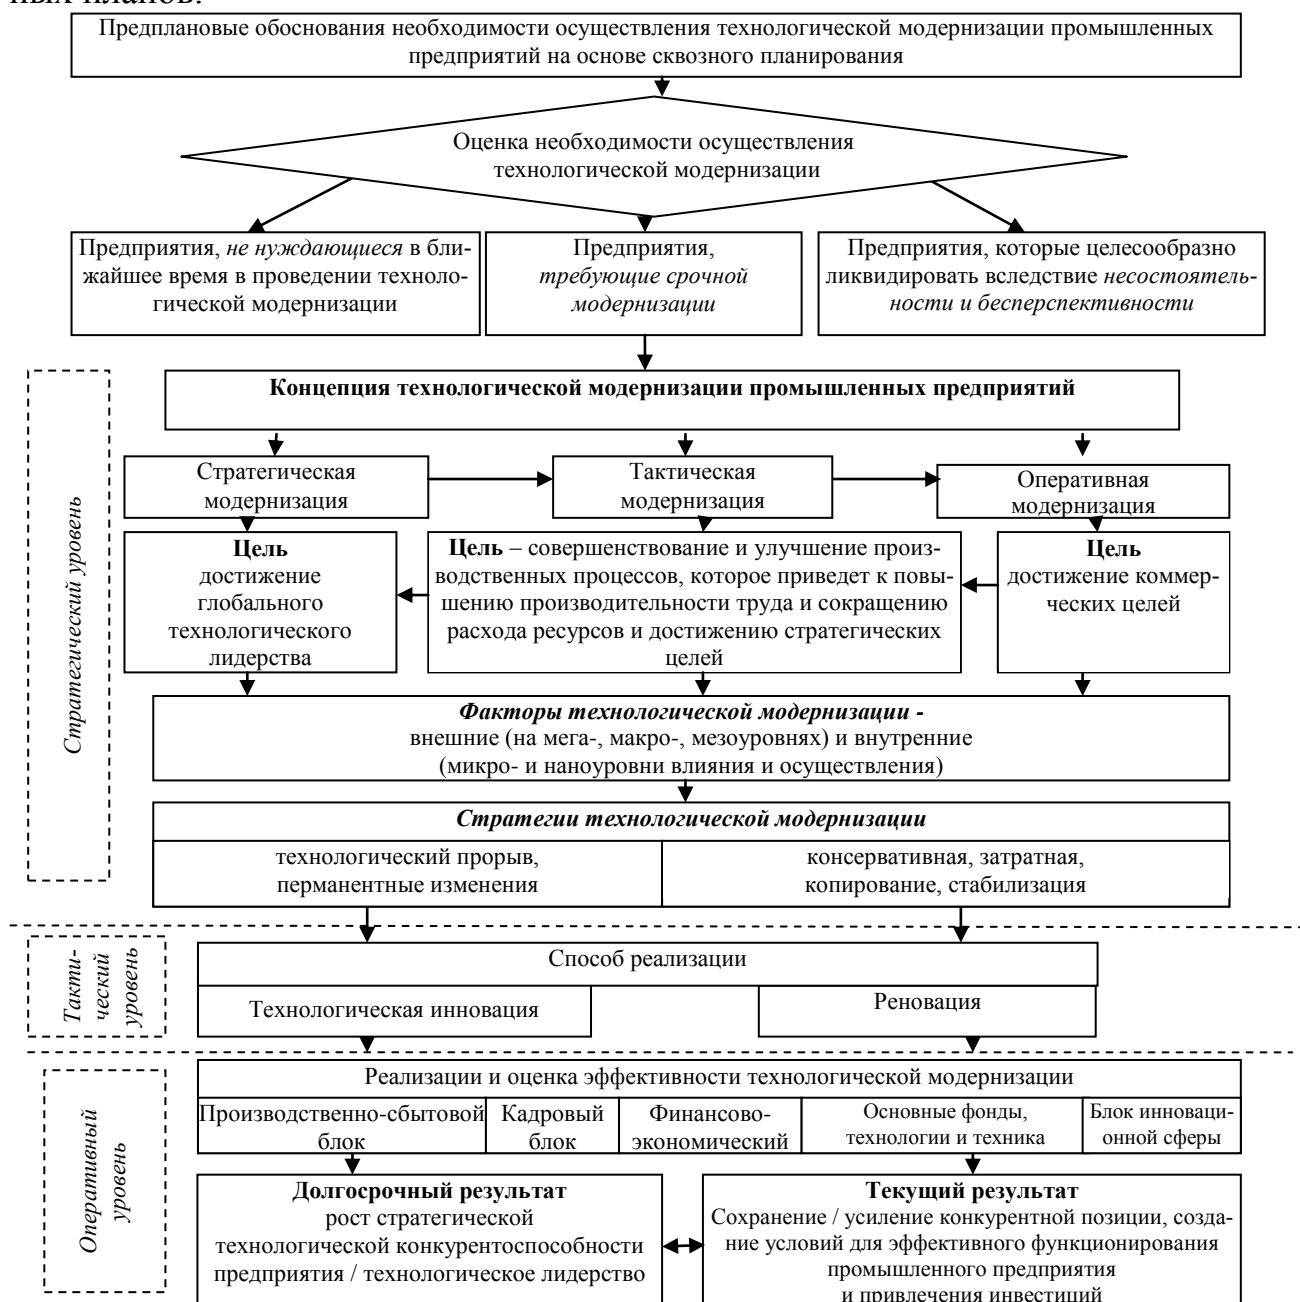 ных планов.
Предплановые обоснования необходимости осуществления технологической модернизации промышленных
предприятий на основе сквозного планирования
Оценка необходимости осуществления
технологической модернизации
Предприятия, не нуждающиеся в бли-
жайшее время в проведении техноло-
гической модернизации
Предприятия,
требующие срочной
модернизации
Предприятия, которые целесообразно
ликвидировать вследствие несостоятель-
ности и бесперспективности
Стратегический уровень
Концепция технологической модернизации промышленных предприятий
Стратегическая
модернизация
Тактическая
модернизация
Оперативная
модернизация
Цель
достижение
глобального
технологического
лидерства
Цель – совершенствование и улучшение произ-
водственных процессов, которое приведет к повы-
шению производительности труда и сокращению
расхода ресурсов и достижению стратегических
целей
Цель
достижение коммер-
ческих целей
Факторы технологической модернизации -
внешние (на мега-, макро-, мезоуровнях) и внутренние
(микро- и наноуровни влияния и осуществления)
Стратегии технологической модернизации
технологический прорыв,
перманентные изменения
консервативная, затратная,
копирование, стабилизация
Такти-
ческий
уровень
Способ реализации
Технологическая инновация
Реновация
Оперативный
уровень
Реализации и оценка эффективности технологической модернизации
Производственно-сбытовой
блок
Кадровый
блок
Финансово-
экономический
Основные фонды,
технологии и техника
Блок инноваци-
онной сферы
Долгосрочный результат
рост стратегической
технологической конкурентоспособности
предприятия / технологическое лидерство
Текущий результат
Сохранение / усиление конкурентной позиции, созда-
ние условий для эффективного функционирования
промышленного предприятия
и привлечения инвестиций